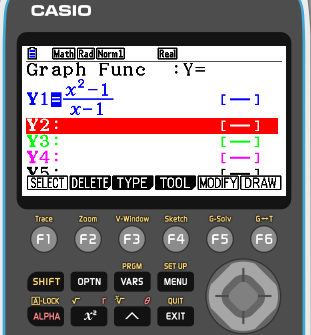 CASIO
Math Rad Norm1 Real
Graph Func :Y=
Y1=x²−1/x−1 [—]
Y2: [—]
Y3: [—]
Y4: [—]
Y5: [—]
SELECT DELETE TYPE TOOL MODIFY DRAW
Trace Zoom V-Window Sketch G-Solv G↔T
F1 F2 F3 F4 F5 F6
PRGM SET UP
SHIFT OPTN VARS MENU
A-LOCK √ r ˣ√ θ QUIT
ALPHA x² ^ EXIT